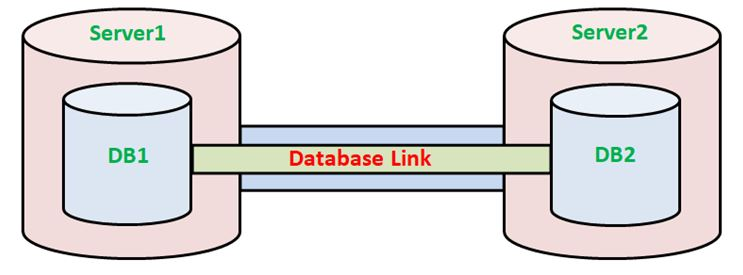 Server1
Server2
DB1
Database Link
DB2